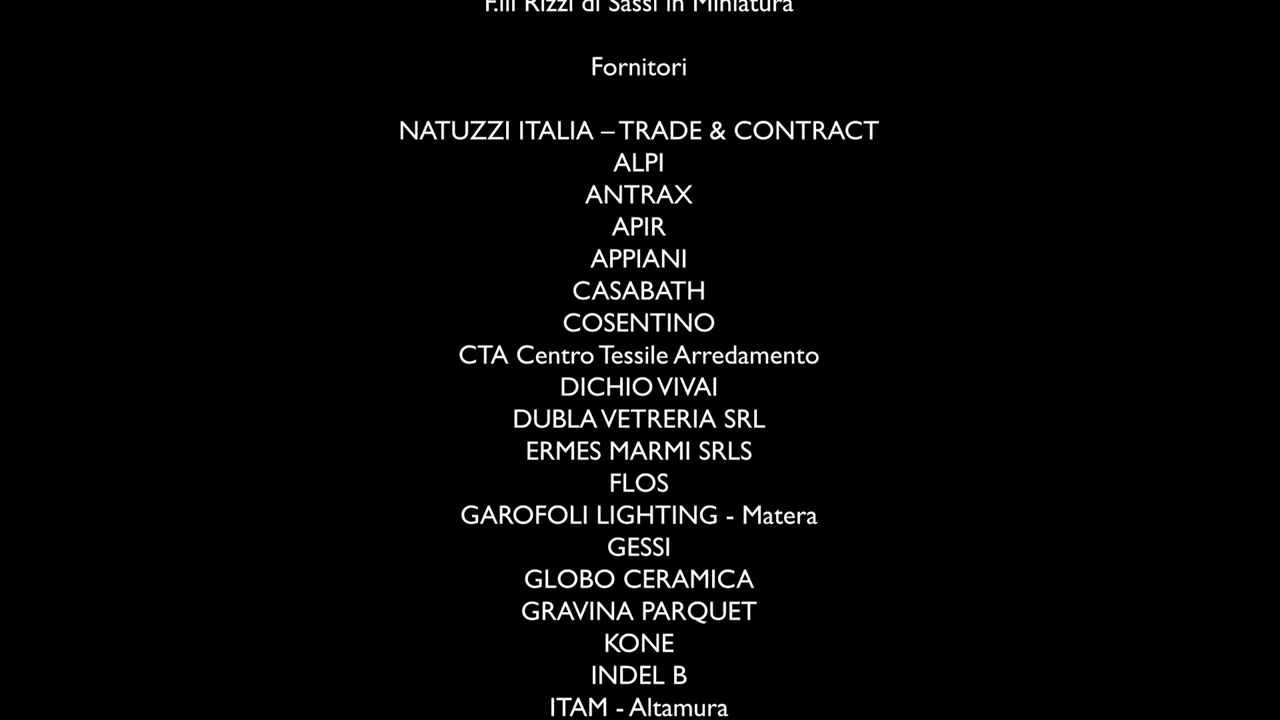 F.lli Rizzi di Sassi in Miniatura
Fornitori
NATUZZI ITALIA – TRADE & CONTRACT
ALPI
ANTRAX
APIR
APPIANI
CASABATH
COSENTINO
CTA Centro Tessile Arredamento
DICHIO VIVAI
DUBLA VETRERIA SRL
ERMES MARMI SRLS
FLOS
GAROFOLI LIGHTING - Matera
GESSI
GLOBO CERAMICA
GRAVINA PARQUET
KONE
INDEL B
ITAM - Altamura